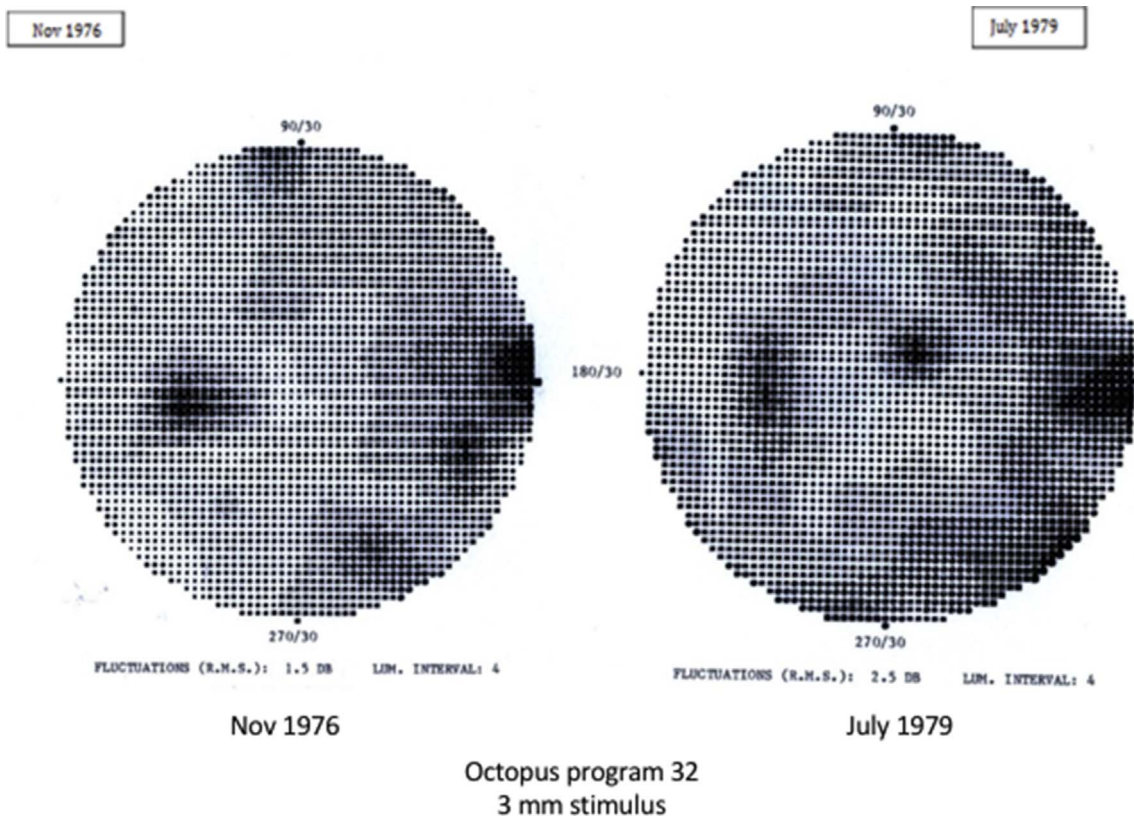 Nov 1976
July 1979
90/30
90/30
180/30
270/30
270/30
FLUCTUATIONS (R.M.S.): 1.5 DB LUM. INTERVAL: 4
FLUCTUATIONS (R.M.S.): 2.5 DB LUM. INTERVAL: 4
Nov 1976
July 1979
Octopus program 32
3 mm stimulus